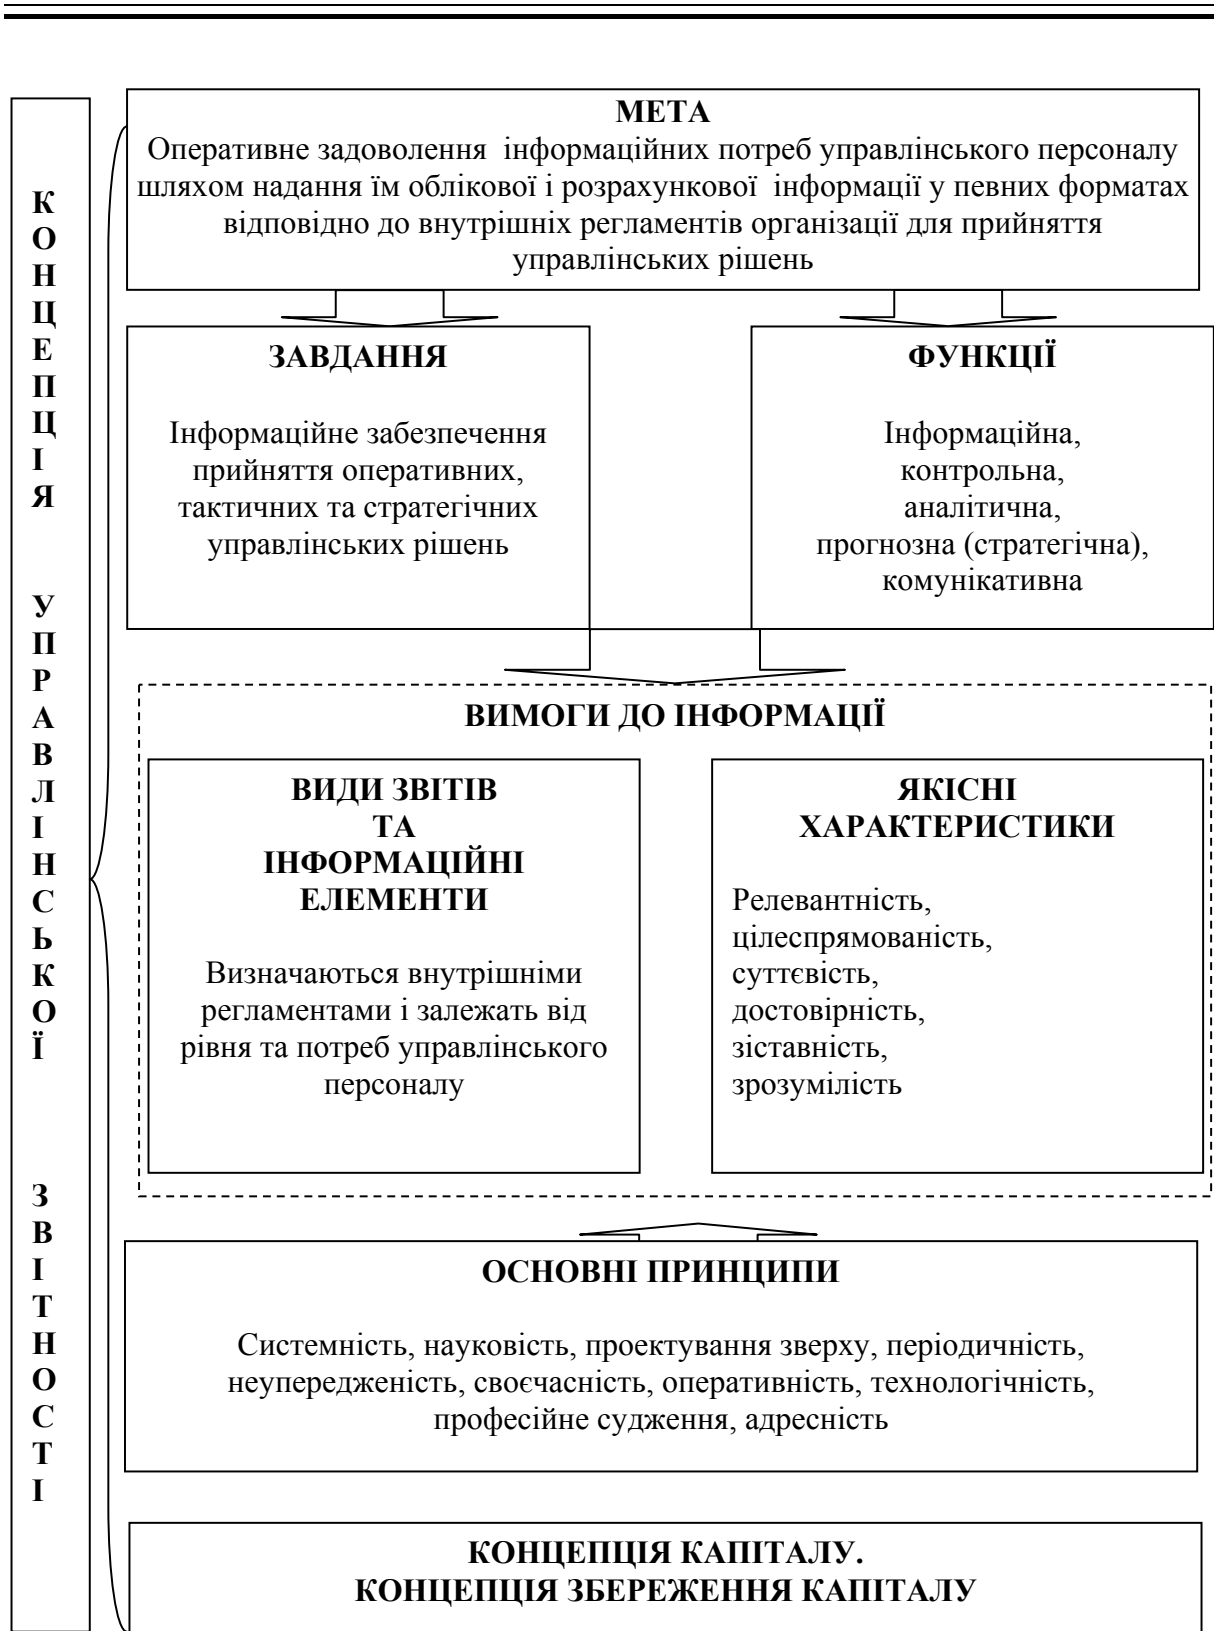 КОНЦЕПЦІЯ УПРАВЛІНСЬКОЇ ЗВІТНОСТІ
МЕТА
Оперативне задоволення інформаційних потреб управлінського персоналу
шляхом надання їм облікової і розрахункової інформації у певних форматах
відповідно до внутрішніх регламентів організації для прийняття
управлінських рішень
ЗАВДАННЯ
Інформаційне забезпечення
прийняття оперативних,
тактичних та стратегічних
управлінських рішень
ФУНКЦІЇ
Інформаційна,
контрольна,
аналітична,
прогнозна (стратегічна),
комунікативна
ВИМОГИ ДО ІНФОРМАЦІЇ
ВИДИ ЗВІТІВ
ТА
ІНФОРМАЦІЙНІ
ЕЛЕМЕНТИ
Визначаються внутрішніми
регламентами і залежать від
рівня та потреб управлінського
персоналу
ЯКІСНІ
ХАРАКТЕРИСТИКИ
Релевантність,
цілеспрямованість,
суттєвість,
достовірність,
зіставність,
зрозумілість
ОСНОВНІ ПРИНЦИПИ
Системність, науковість, проектування зверху, періодичність,
неупередженість, своєчасність, оперативність, технологічність,
професійне судження, адресність
КОНЦЕПЦІЯ КАПІТАЛУ.
КОНЦЕПЦІЯ ЗБЕРЕЖЕННЯ КАПІТАЛУ